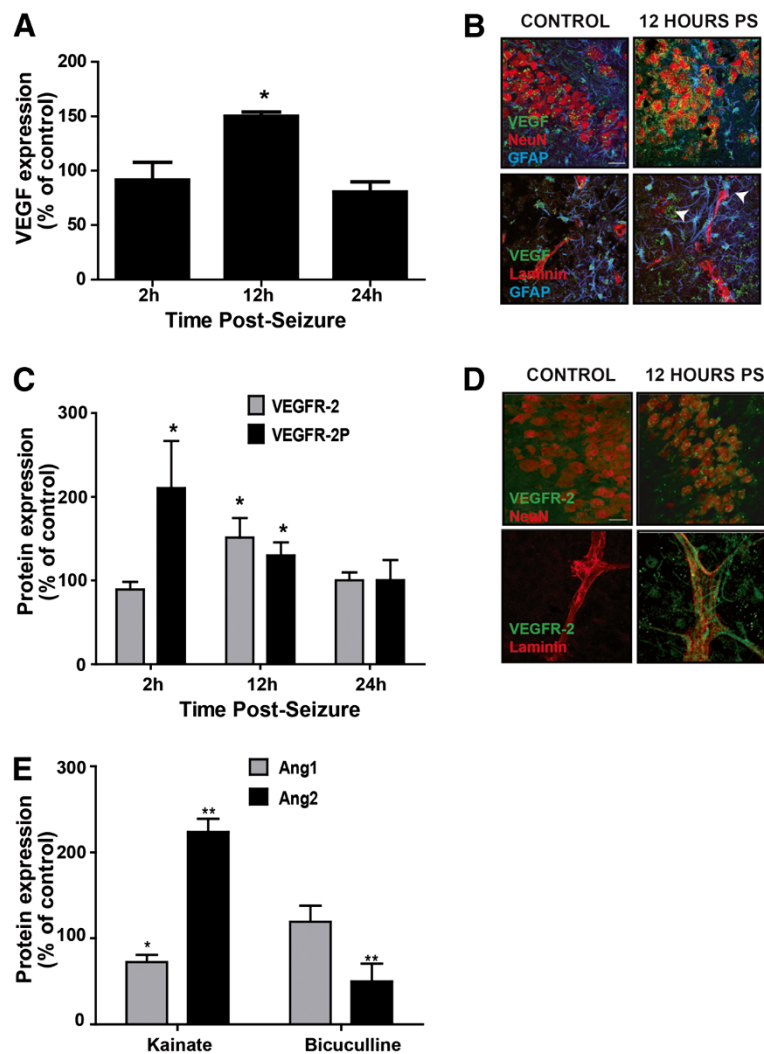 A
VEGF expression
(% of control)
200
150
100
50
0
*
2h 12h 24h
Time Post-Seizure
B
CONTROL 12 HOURS PS
VEGF
NeuN
GFAP
VEGF
Laminin
GFAP
C
Protein expression
(% of control)
300
200
100
0
VEGFR-2
VEGFR-2P
* * *
2h 12h 24h
Time Post-Seizure
D
CONTROL 12 HOURS PS
VEGFR-2
NeuN
VEGFR-2
Laminin
E
Protein expression
(% of control)
300
200
100
0
Ang1
Ang2
* ** **
Kainate Bicuculline